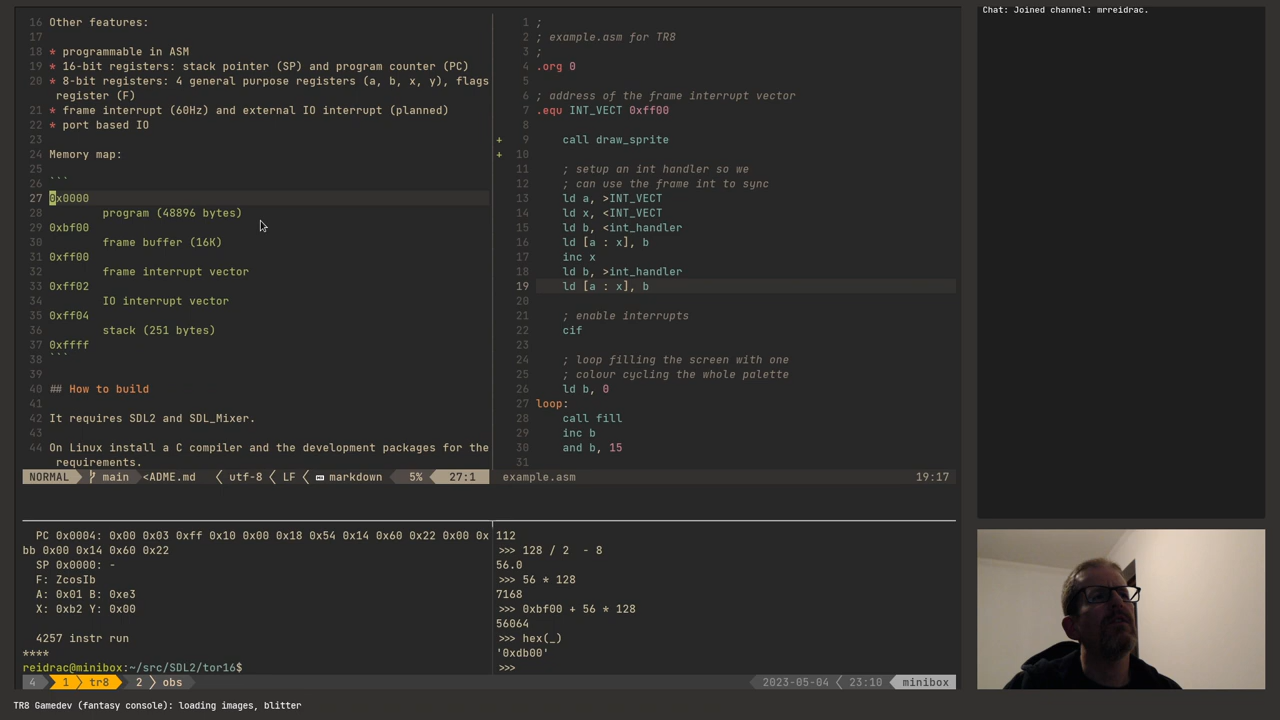 Chat: Joined channel: mrreidrac.
16 Other features:
17
18 * programmable in ASM
19 * 16-bit registers: stack pointer (SP) and program counter (PC)
20 * 8-bit registers: 4 general purpose registers (a, b, x, y), flags
register (F)
21 * frame interrupt (60Hz) and external IO interrupt (planned)
22 * port based IO
23
24 Memory map:
25
26 ```
27 0x0000
28 program (48896 bytes)
29 0xbf00
30 frame buffer (16K)
31 0xff00
32 frame interrupt vector
33 0xff02
34 IO interrupt vector
35 0xff04
36 stack (251 bytes)
37 0xffff
38 ```
39
40 ## How to build
41
42 It requires SDL2 and SDL_Mixer.
43
44 On Linux install a C compiler and the development packages for the
requirements.
NORMAL main <ADME.md utf-8 < LF < markdown 5% 27:1
1 ;
2 ; example.asm for TR8
3 ;
4 .org 0
5
6 ; address of the frame interrupt vector
7 .equ INT_VECT 0xff00
8
+ 9 call draw_sprite
+ 10
11 ; setup an int handler so we
12 ; can use the frame int to sync
13 ld a, >INT_VECT
14 ld x, <INT_VECT
15 ld b, <int_handler
16 ld [a : x], b
17 inc x
18 ld b, >int_handler
19 ld [a : x], b
20
21 ; enable interrupts
22 cif
23
24 ; loop filling the screen with one
25 ; colour cycling the whole palette
26 ld b, 0
27 loop:
28 call fill
29 inc b
30 and b, 15
31
example.asm 19:17
PC 0x0004: 0x00 0x03 0xff 0x10 0x00 0x18 0x54 0x14 0x60 0x22 0x00 0x
bb 0x00 0x14 0x60 0x22
SP 0x0000: -
F: ZcosIb
A: 0x01 B: 0xe3
X: 0xb2 Y: 0x00
4257 instr run
****
reidrac@minibox:~/src/SDL2/tor16$
112
>>> 128 / 2  - 8
56.0
>>> 56 * 128
7168
>>> 0xbf00 + 56 * 128
56064
>>> hex(_)
'0xdb00'
>>>
4 1 tr8 2 > obs 2023-05-04 < 23:10 minibox
TR8 Gamedev (fantasy console): loading images, blitter